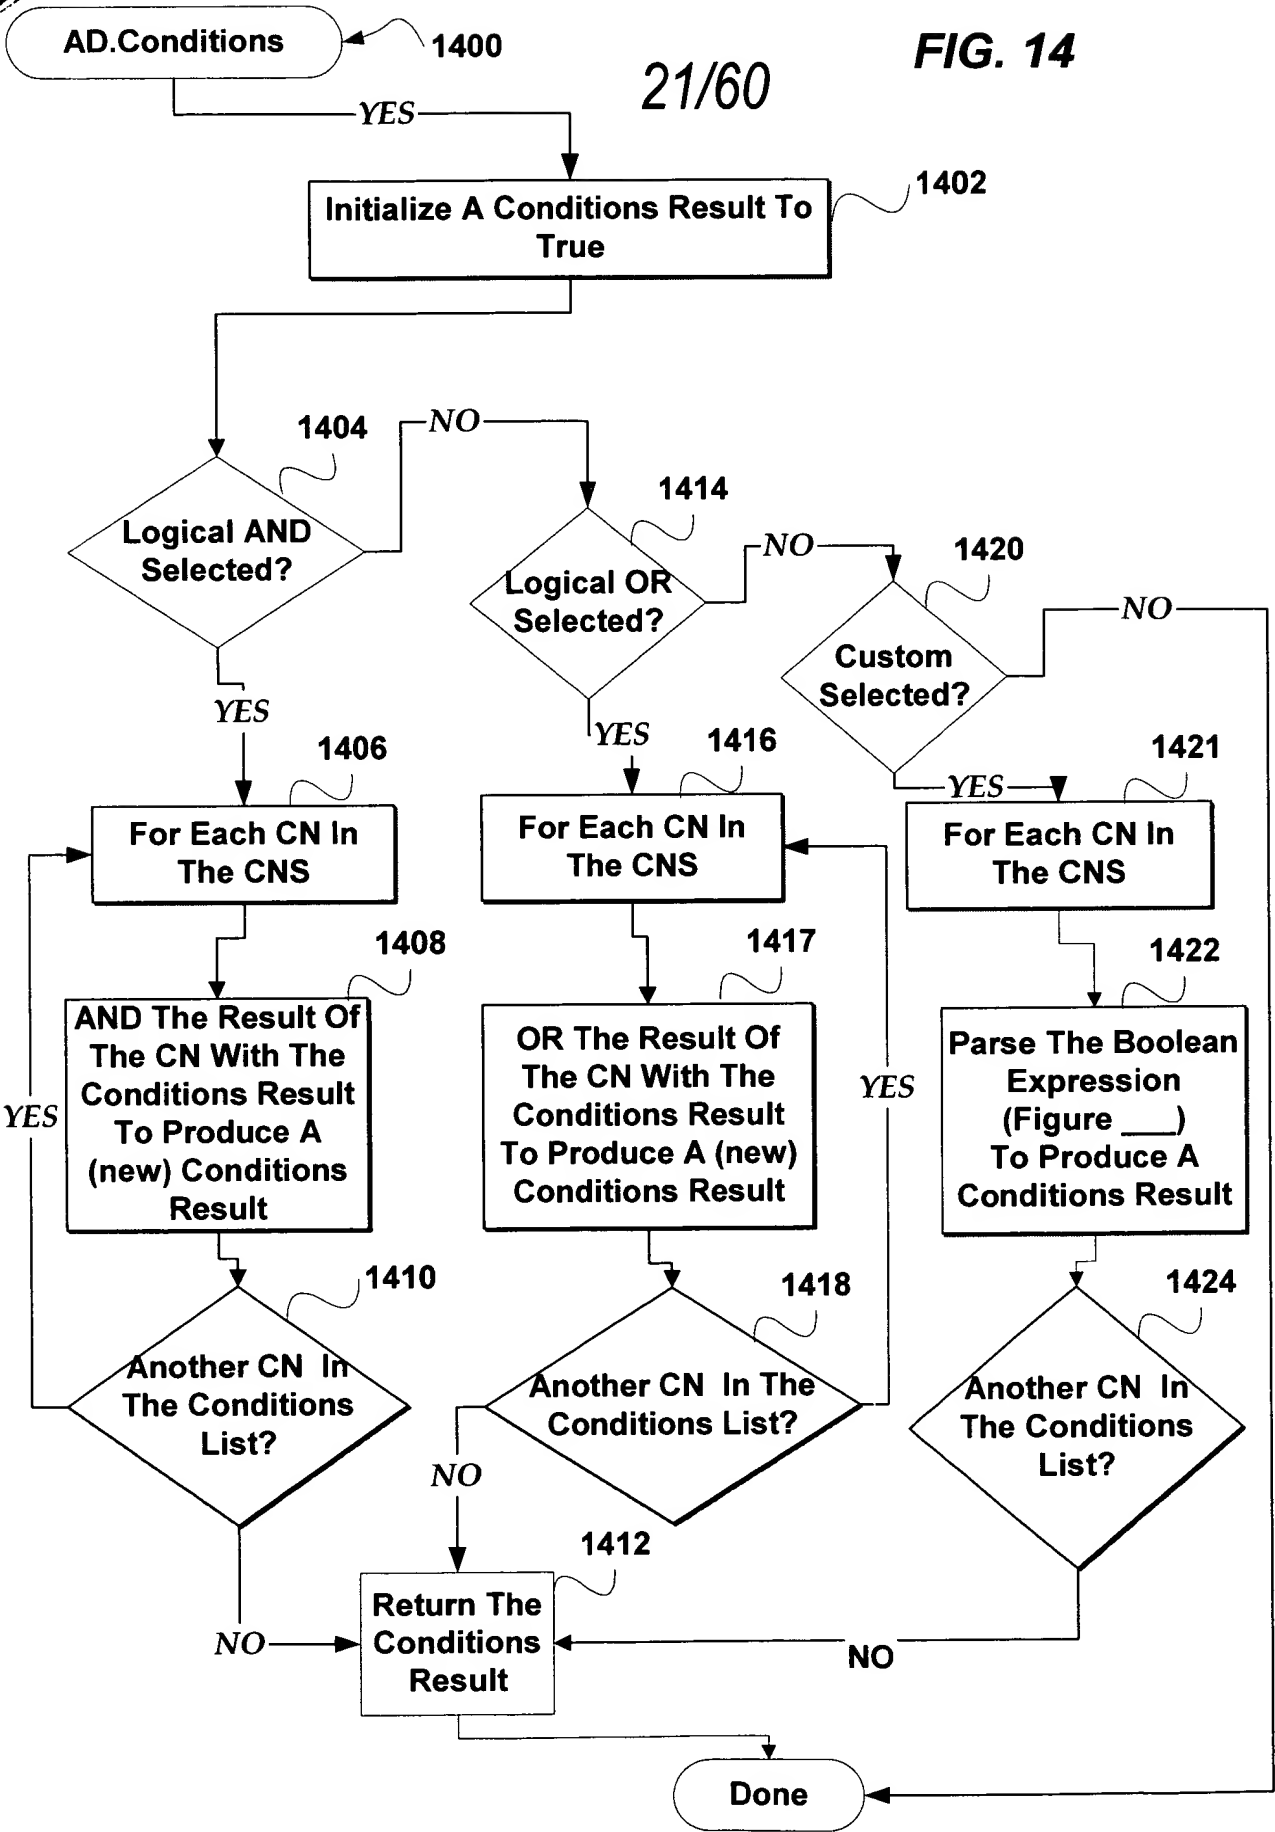 AD.Conditions
1400
FIG. 14
21/60
YES
1402
Initialize A Conditions Result To
True
1404
NO
1414
Logical AND
Selected?
NO
1420
Logical OR
Selected?
NO
Custom
Selected?
YES
YES
1406
1416
1421
YES
For Each CN In
The CNS
For Each CN In
The CNS
For Each CN In
The CNS
1408
1417
1422
AND The Result Of
The CN With The
Conditions Result
To Produce A
(new) Conditions
Result
OR The Result Of
The CN With The
Conditions Result
To Produce A (new)
Conditions Result
Parse The Boolean
Expression
(Figure ___)
To Produce A
Conditions Result
YES
YES
1410
1418
1424
Another CN In
The Conditions
List?
Another CN In The
Conditions List?
Another CN In
The Conditions
List?
NO
1412
Return The
Conditions
Result
NO
NO
Done